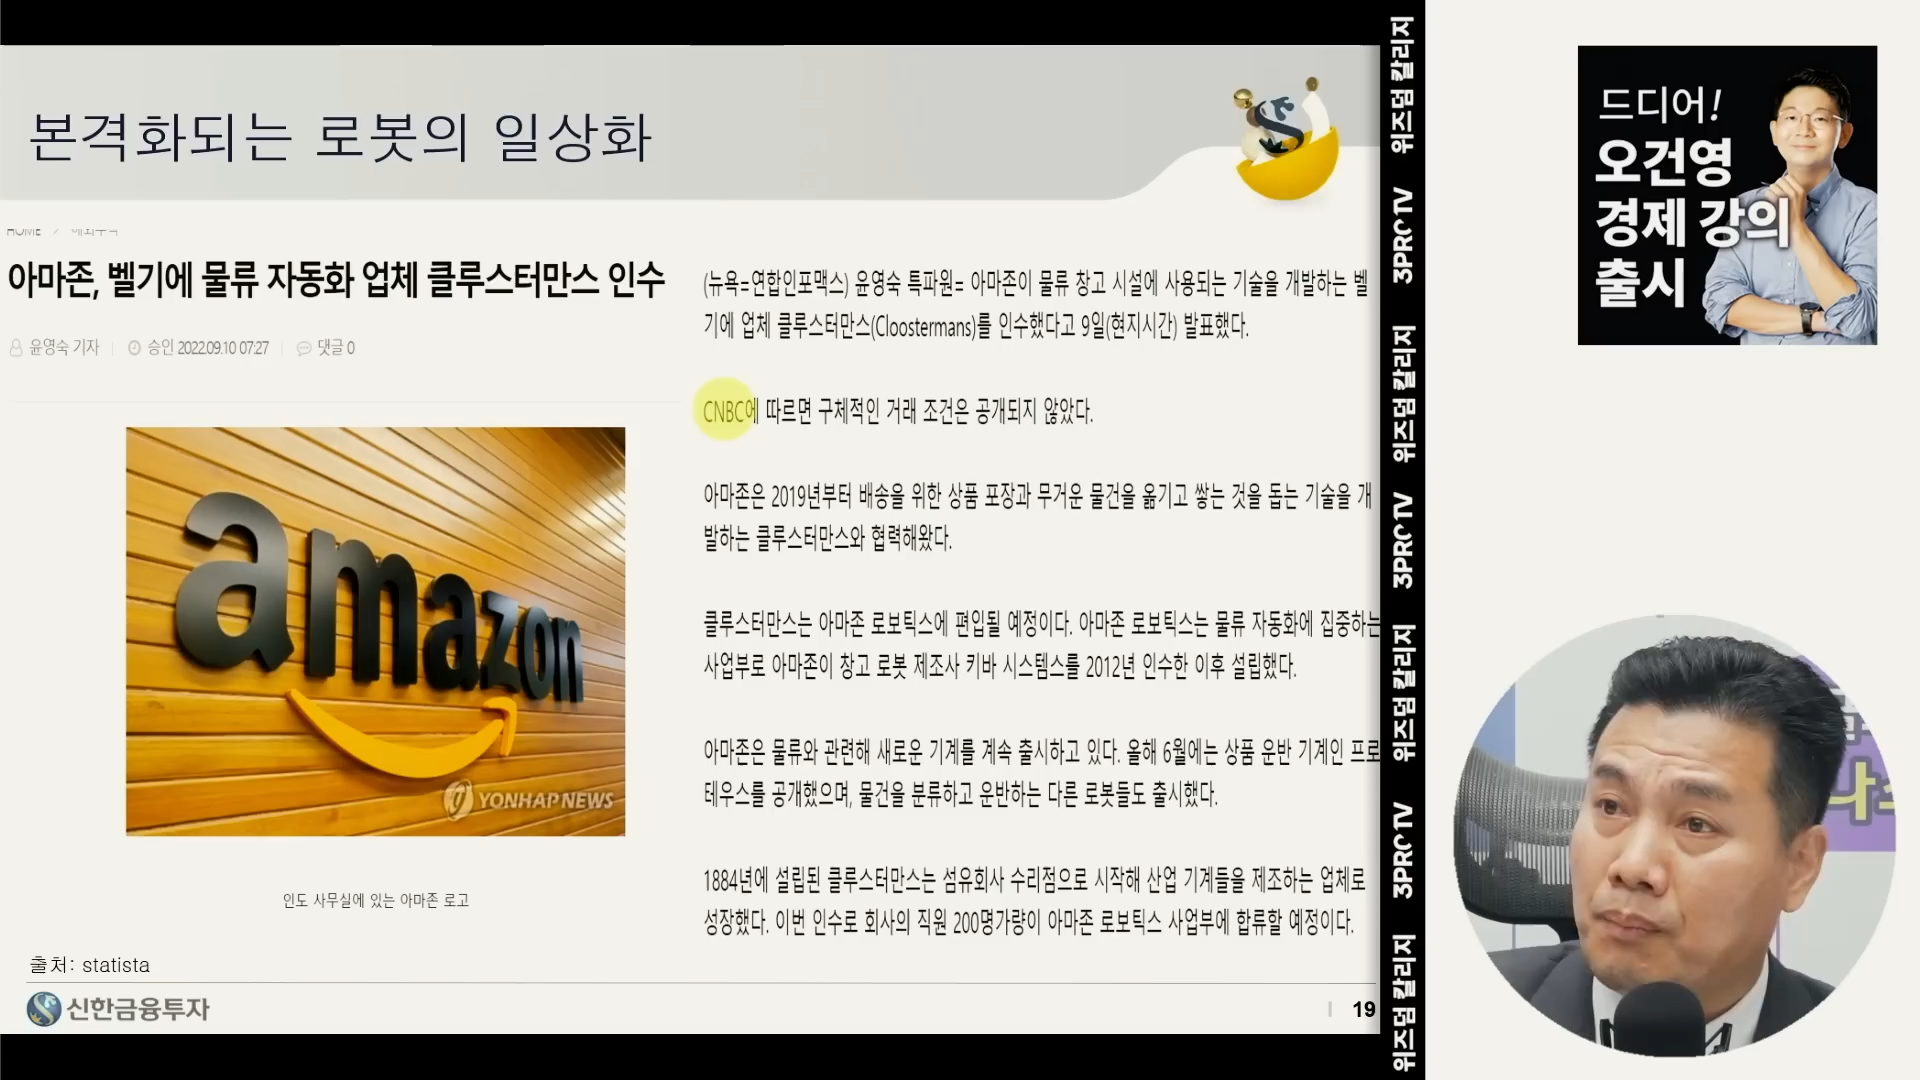 본격화되는 로봇의 일상화
HOME / 해외주식
아마존, 벨기에 물류 자동화 업체 클루스터만스 인수
윤영숙 기자 승인 2022.09.10 07:27 댓글 0
amazon
YONHAP NEWS
인도 사무실에 있는 아마존 로고
(뉴욕=연합인포맥스) 윤영숙 특파원= 아마존이 물류 창고 시설에 사용되는 기술을 개발하는 벨
기에 업체 클루스터만스(Cloostermans)를 인수했다고 9일(현지시간) 발표했다.
CNBC에 따르면 구체적인 거래 조건은 공개되지 않았다.
아마존은 2019년부터 배송을 위한 상품 포장과 무거운 물건을 옮기고 쌓는 것을 돕는 기술을 개
발하는 클루스터만스와 협력해왔다.
클루스터만스는 아마존 로보틱스에 편입될 예정이다. 아마존 로보틱스는 물류 자동화에 집중하는
사업부로 아마존이 창고 로봇 제조사 키바 시스템스를 2012년 인수한 이후 설립했다.
아마존은 물류와 관련해 새로운 기계를 계속 출시하고 있다. 올해 6월에는 상품 운반 기계인 프로
테우스를 공개했으며, 물건을 분류하고 운반하는 다른 로봇들도 출시했다.
1884년에 설립된 클루스터만스는 섬유회사 수리점으로 시작해 산업 기계들을 제조하는 업체로
성장했다. 이번 인수로 회사의 직원 200명가량이 아마존 로보틱스 사업부에 합류할 예정이다.
출처: statista
신한금융투자
19
위즈덤 칼리지 3PROTV 위즈덤 칼리지 3PROTV 위즈덤 칼리지 3PROTV 위즈덤 칼리지
드디어!
오건영
경제 강의
출시